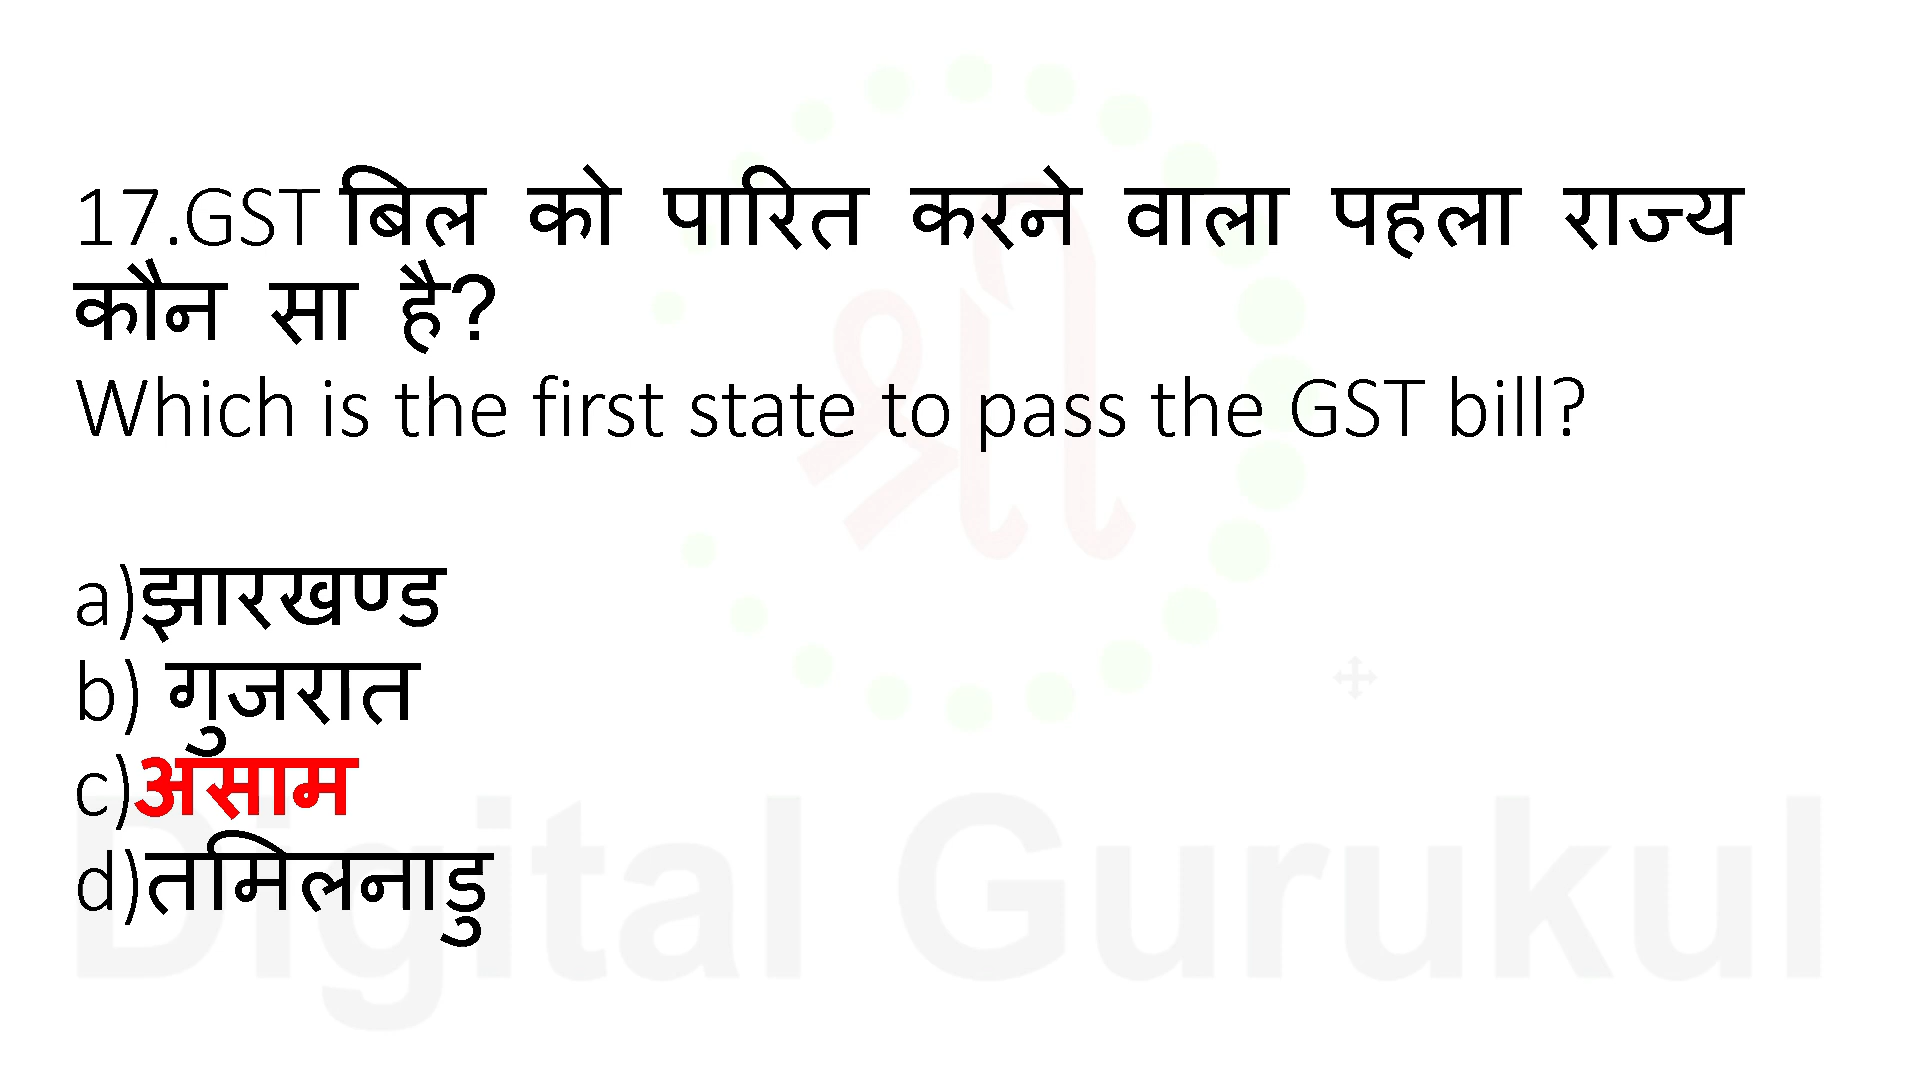 17.GST बिल को पारित करने वाला पहला राज्य
कौन सा है?
Which is the first state to pass the GST bill?
a)झारखण्ड
b) गुजरात
c)असाम
d)तमिलनाडु
श्री
Digital Gurukul